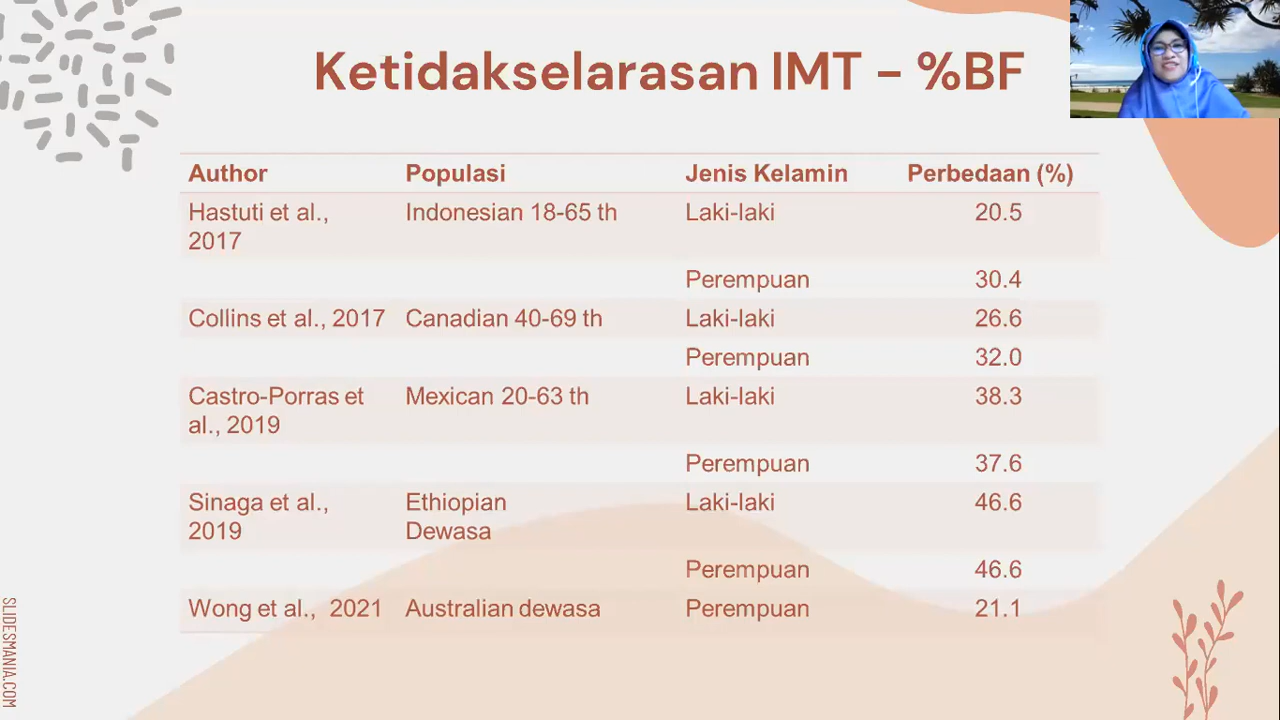 Ketidakselarasan IMT – %BF
Author Populasi Jenis Kelamin Perbedaan (%)
Hastuti et al., Indonesian 18-65 th Laki-laki 20.5
2017
Perempuan 30.4
Collins et al., 2017 Canadian 40-69 th Laki-laki 26.6
Perempuan 32.0
Castro-Porras et Mexican 20-63 th Laki-laki 38.3
al., 2019
Perempuan 37.6
Sinaga et al., Ethiopian Laki-laki 46.6
2019 Dewasa
Perempuan 46.6
Wong et al., 2021 Australian dewasa Perempuan 21.1
SLIDESMANIA.COM